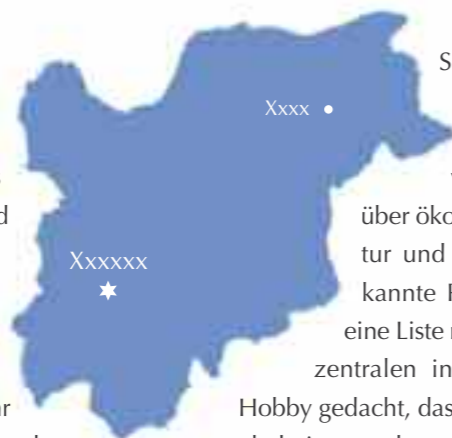 S
Xxxx
über öko
d
tur und
Xxxxxx
kannte
eine Liste
zentralen in
r
Hobby gedacht, das